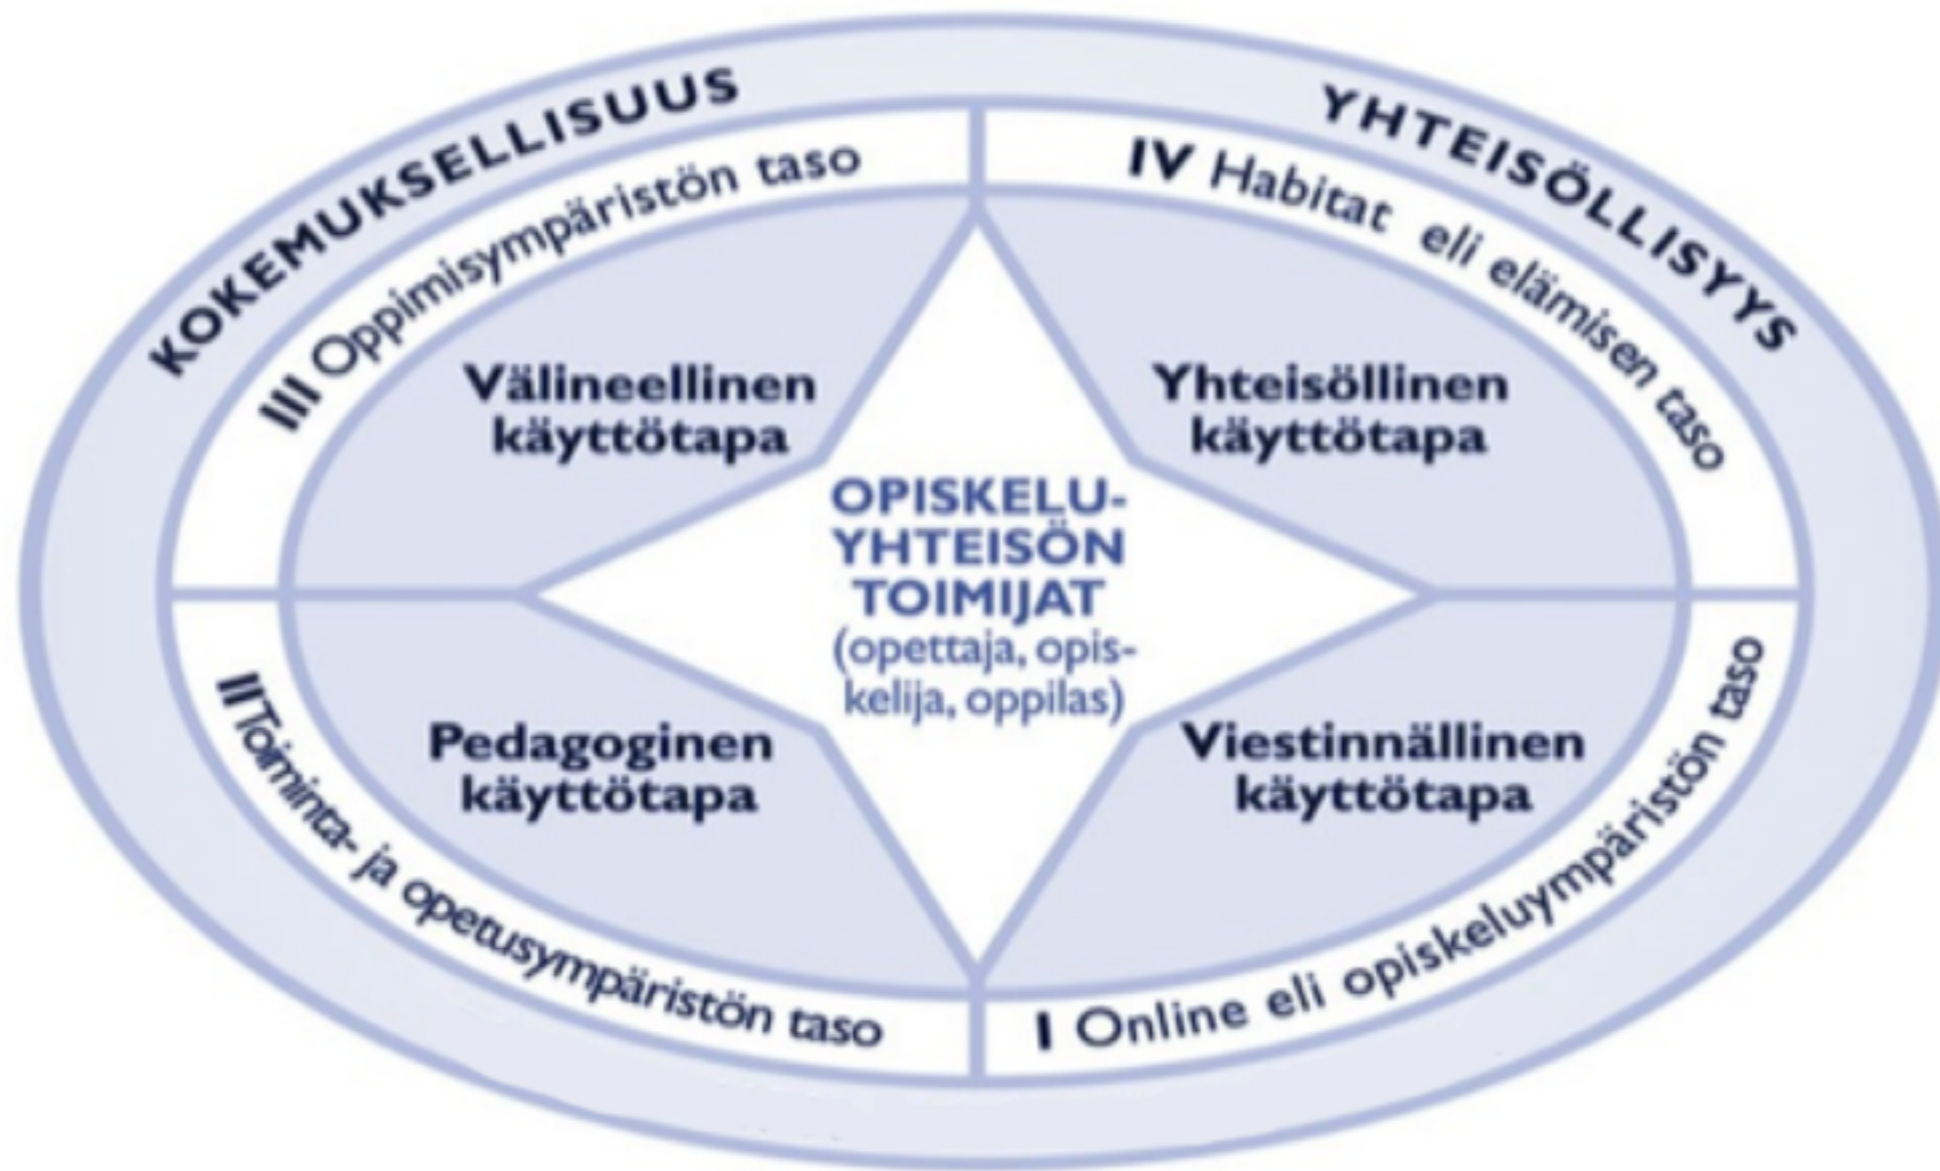 KOKEMUKSELLISUUS
YHTEISÖLLISYYS
III Oppimisympäristön taso
IV Habitat eli elämisen taso
Välineellinen
käyttötapa
Yhteisöllinen
käyttötapa
OPISKELU-
YHTEISÖN
TOIMIJAT
(opettaja, opis-
kelija, oppilas)
Pedagoginen
käyttötapa
Viestinnällinen
käyttötapa
II Toiminta- ja opetusympäristön taso
I Online eli opiskeluympäristön taso